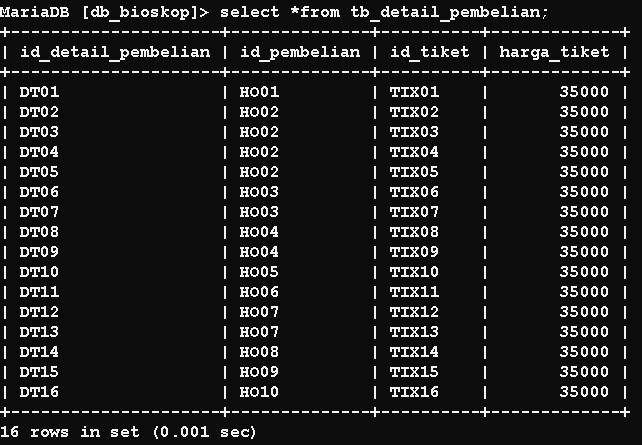 MariaDB [db_bioskop]> select *from tb_detail_pembelian;
+---------------------+--------------+----------+-------------+
| id_detail_pembelian | id_pembelian | id_tiket | harga_tiket |
+---------------------+--------------+----------+-------------+
| DT01                | HO01         | TIX01    |       35000 |
| DT02                | HO02         | TIX02    |       35000 |
| DT03                | HO02         | TIX03    |       35000 |
| DT04                | HO02         | TIX04    |       35000 |
| DT05                | HO02         | TIX05    |       35000 |
| DT06                | HO03         | TIX06    |       35000 |
| DT07                | HO03         | TIX07    |       35000 |
| DT08                | HO04         | TIX08    |       35000 |
| DT09                | HO04         | TIX09    |       35000 |
| DT10                | HO05         | TIX10    |       35000 |
| DT11                | HO06         | TIX11    |       35000 |
| DT12                | HO07         | TIX12    |       35000 |
| DT13                | HO07         | TIX13    |       35000 |
| DT14                | HO08         | TIX14    |       35000 |
| DT15                | HO09         | TIX15    |       35000 |
| DT16                | HO10         | TIX16    |       35000 |
+---------------------+--------------+----------+-------------+
16 rows in set (0.001 sec)